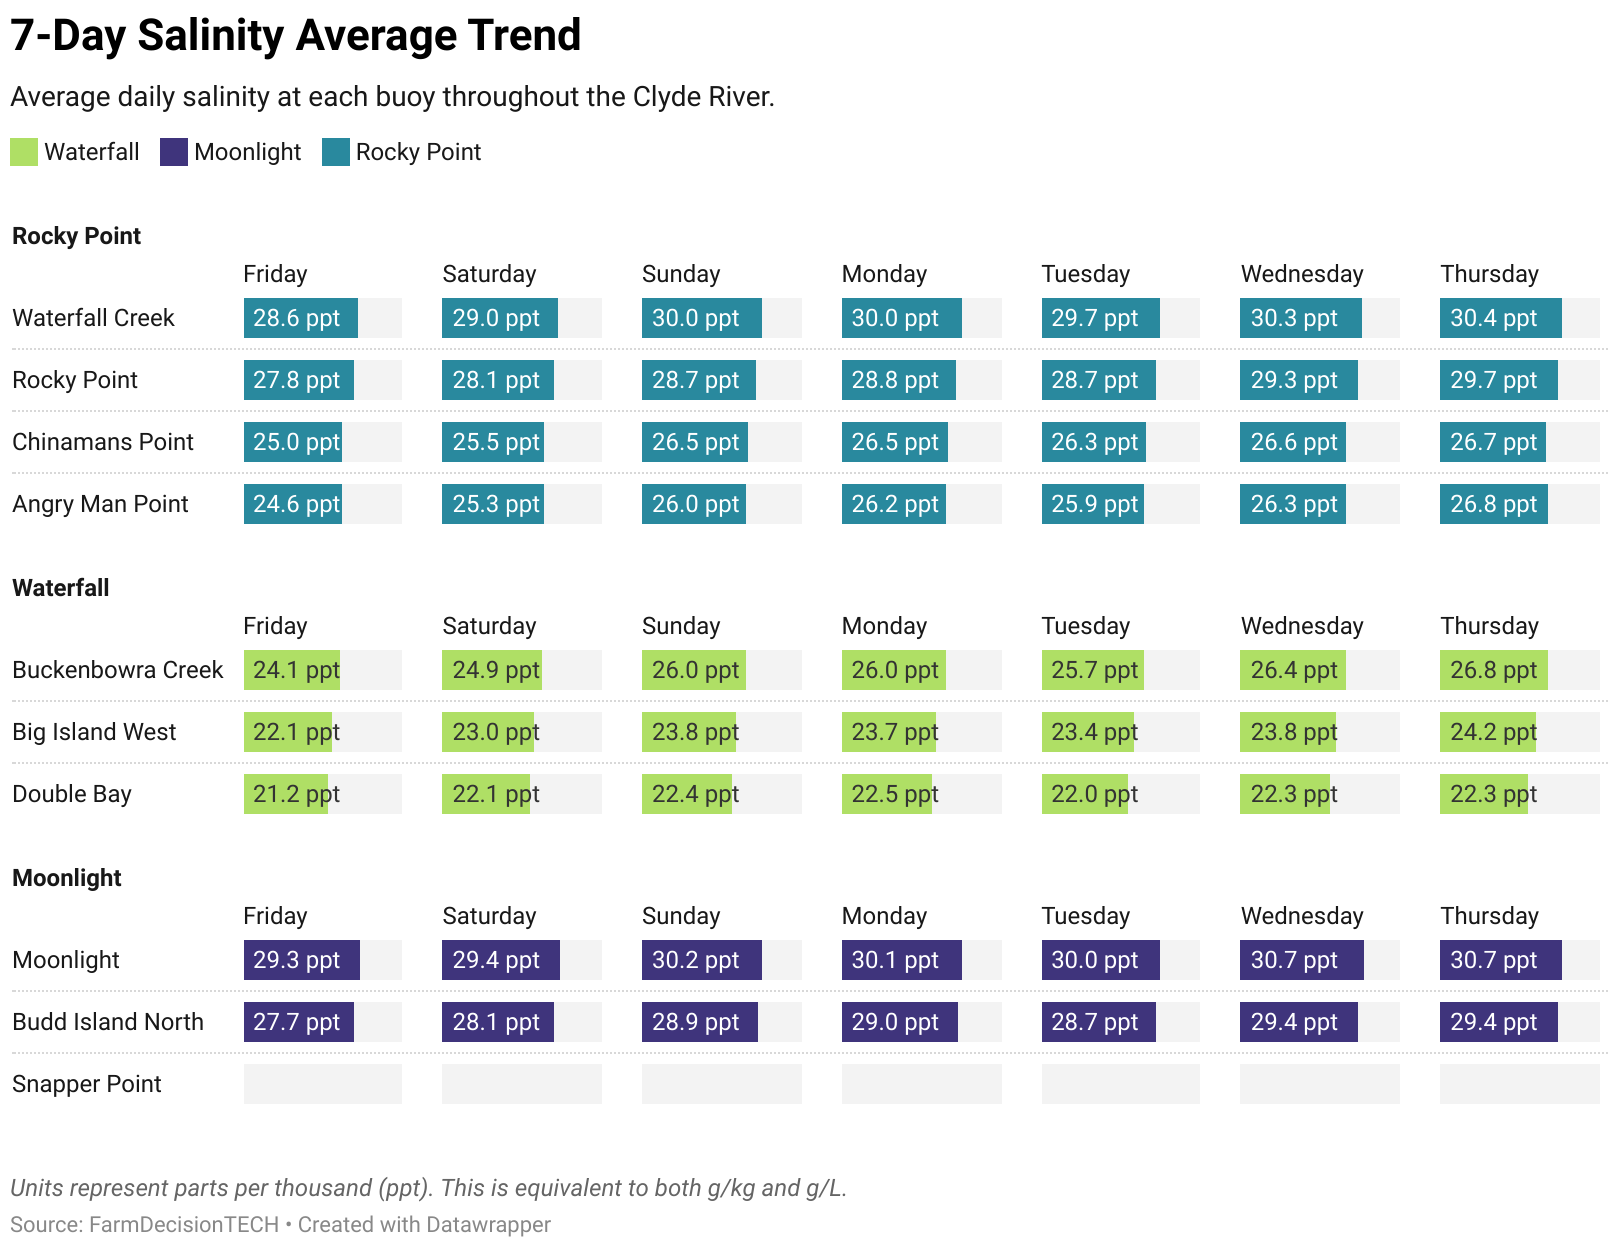 7-Day Salinity Average Trend
Average daily salinity at each buoy throughout the Clyde River.
Waterfall Moonlight Rocky Point
Rocky Point
Friday Saturday Sunday Monday Tuesday Wednesday Thursday
Waterfall Creek 28.6 ppt 29.0 ppt 30.0 ppt 30.0 ppt 29.7 ppt 30.3 ppt 30.4 ppt
Rocky Point 27.8 ppt 28.1 ppt 28.7 ppt 28.8 ppt 28.7 ppt 29.3 ppt 29.7 ppt
Chinamans Point 25.0 ppt 25.5 ppt 26.5 ppt 26.5 ppt 26.3 ppt 26.6 ppt 26.7 ppt
Angry Man Point 24.6 ppt 25.3 ppt 26.0 ppt 26.2 ppt 25.9 ppt 26.3 ppt 26.8 ppt
Waterfall
Friday Saturday Sunday Monday Tuesday Wednesday Thursday
Buckenbowra Creek 24.1 ppt 24.9 ppt 26.0 ppt 26.0 ppt 25.7 ppt 26.4 ppt 26.8 ppt
Big Island West 22.1 ppt 23.0 ppt 23.8 ppt 23.7 ppt 23.4 ppt 23.8 ppt 24.2 ppt
Double Bay 21.2 ppt 22.1 ppt 22.4 ppt 22.5 ppt 22.0 ppt 22.3 ppt 22.3 ppt
Moonlight
Friday Saturday Sunday Monday Tuesday Wednesday Thursday
Moonlight 29.3 ppt 29.4 ppt 30.2 ppt 30.1 ppt 30.0 ppt 30.7 ppt 30.7 ppt
Budd Island North 27.7 ppt 28.1 ppt 28.9 ppt 29.0 ppt 28.7 ppt 29.4 ppt 29.4 ppt
Snapper Point
Units represent parts per thousand (ppt). This is equivalent to both g/kg and g/L.
Source: FarmDecisionTECH • Created with Datawrapper